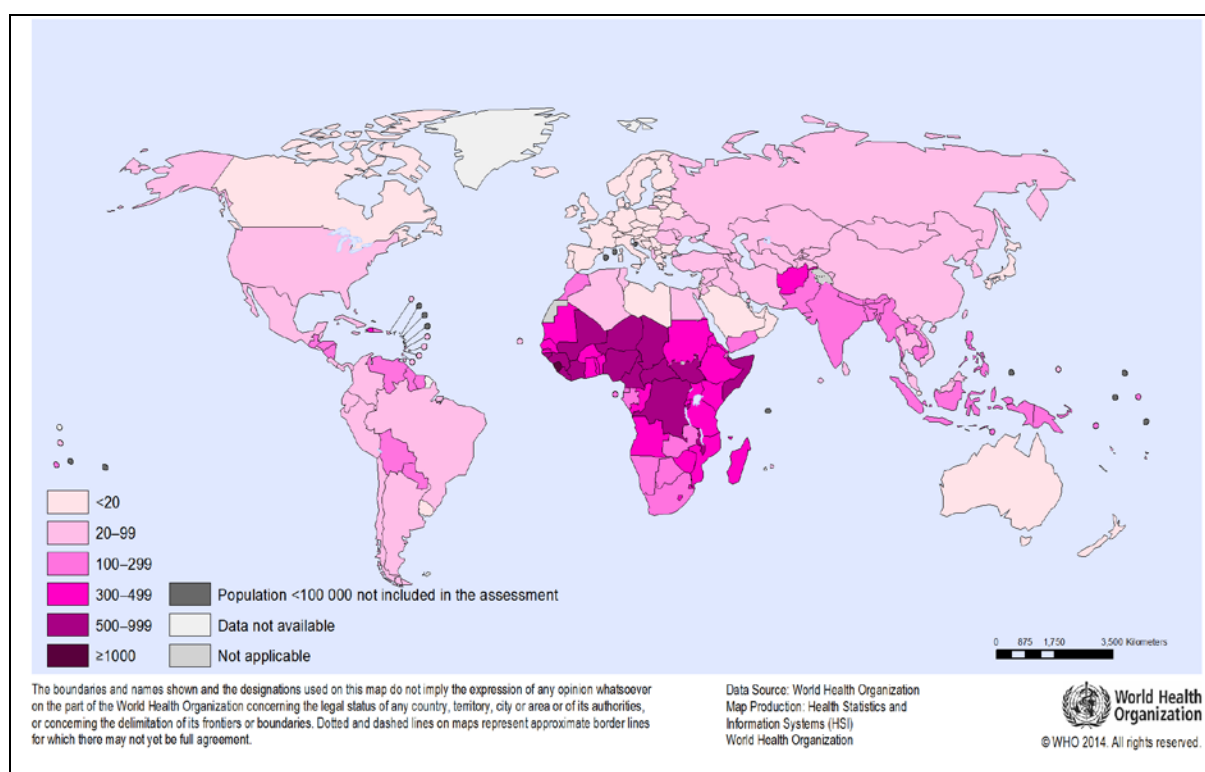 <20
20–99
100–299
300–499
500–999
≥1000
Population <100 000 not included in the assessment
Data not available
Not applicable
0 875 1,750 3,500 Kilometers
The boundaries and names shown and the designations used on this map do not imply the expression of any opinion whatsoever
on the part of the World Health Organization concerning the legal status of any country, territory, city or area or of its authorities,
or concerning the delimitation of its frontiers or boundaries. Dotted and dashed lines on maps represent approximate border lines
for which there may not yet be full agreement.
Data Source: World Health Organization
Map Production: Health Statistics and
Information Systems (HSI)
World Health Organization
World Health
Organization
© WHO 2014. All rights reserved.